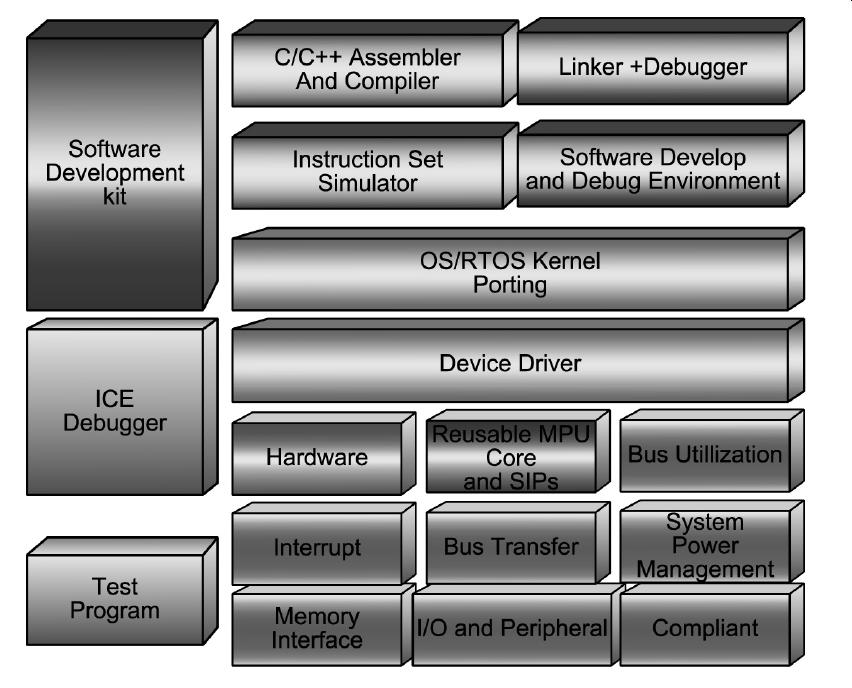 Software
Development
kit
C/C++ Assembler
And Compiler
Linker +Debugger
Instruction Set
Simulator
Software Develop
and Debug Environment
OS/RTOS Kernel
Porting
ICE
Debugger
Device Driver
Hardware
Reusable MPU
Core
and SIPs
Bus Utillization
Test
Program
Interrupt
Bus Transfer
System
Power
Management
Memory
Interface
I/O and Peripheral
Compliant